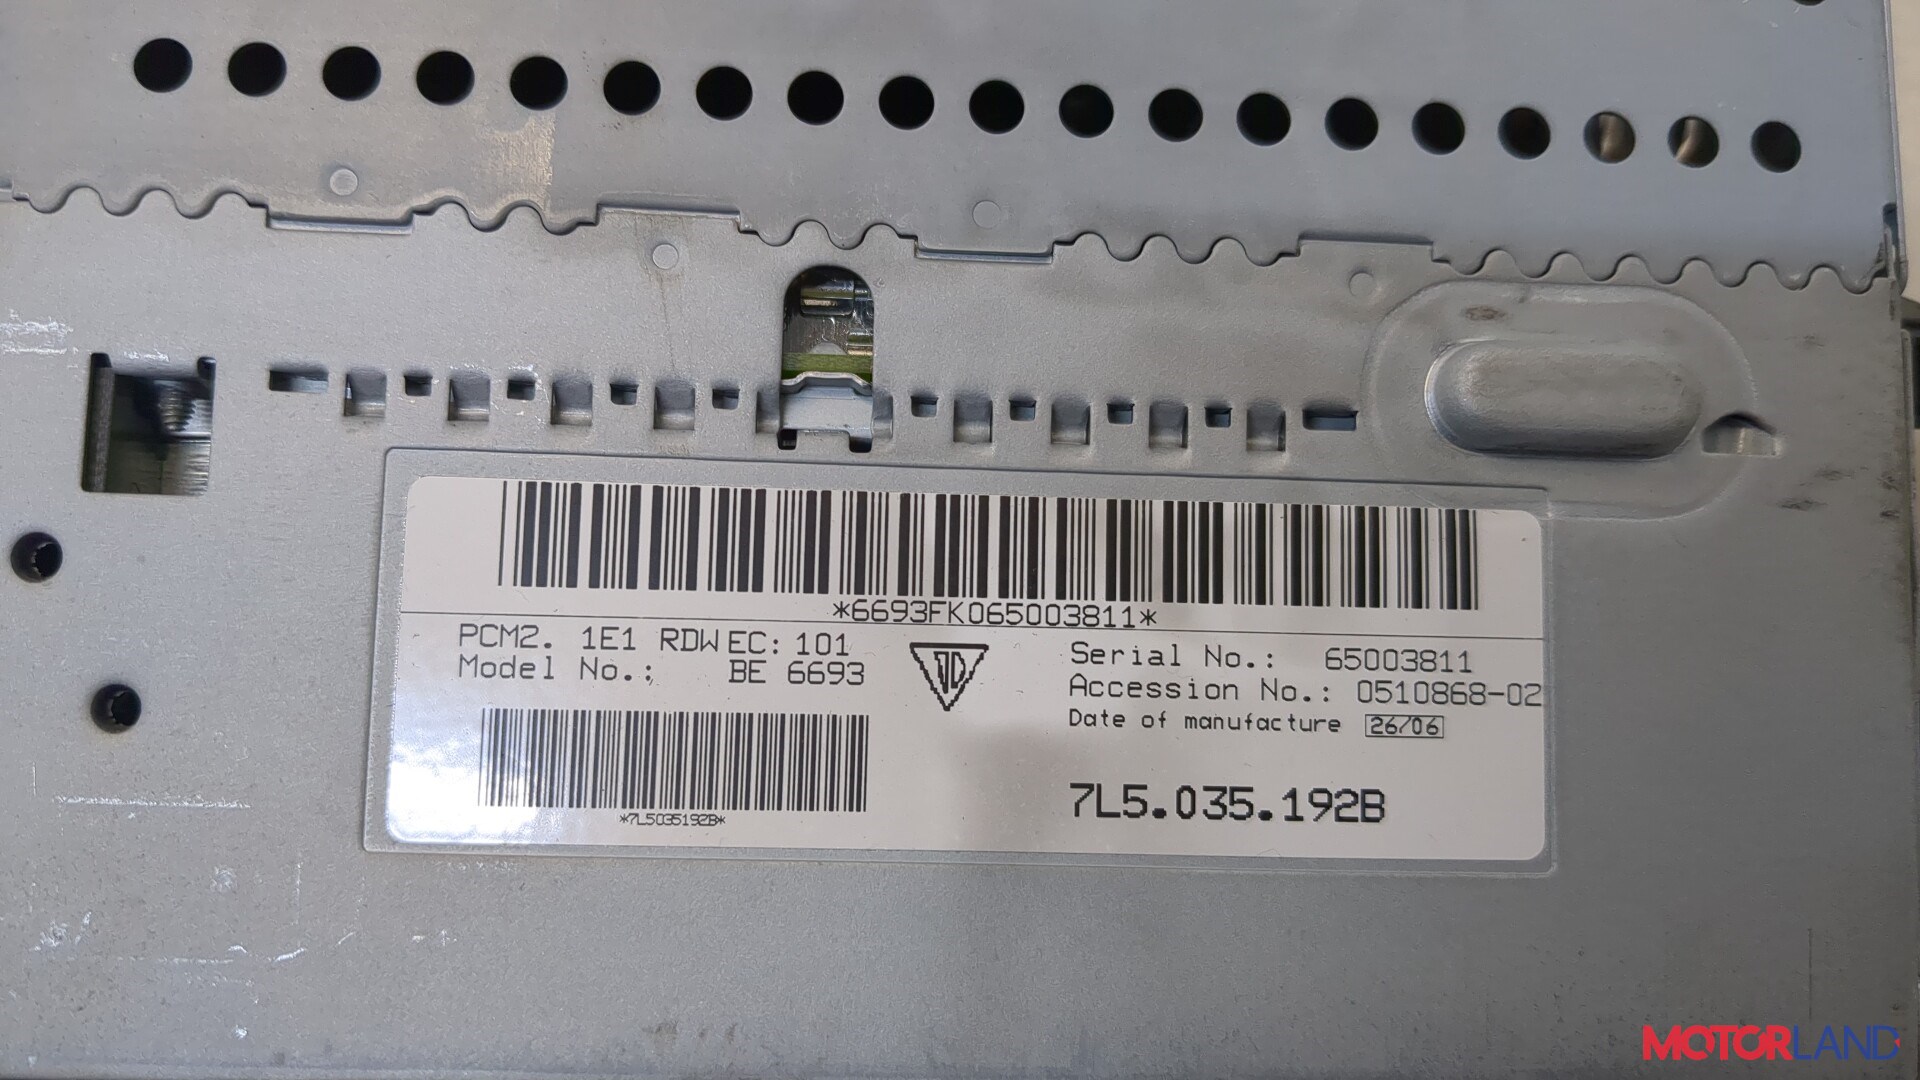 *6693FK065003811*
PCM2. 1E1 RDW EC: 101
Model No.: BE 6693
Serial No.: 65003811
Accession No.: 0510868-02
Date of manufacture 26/06
*7L5035192B*
7L5.035.192B
MOTORLAND